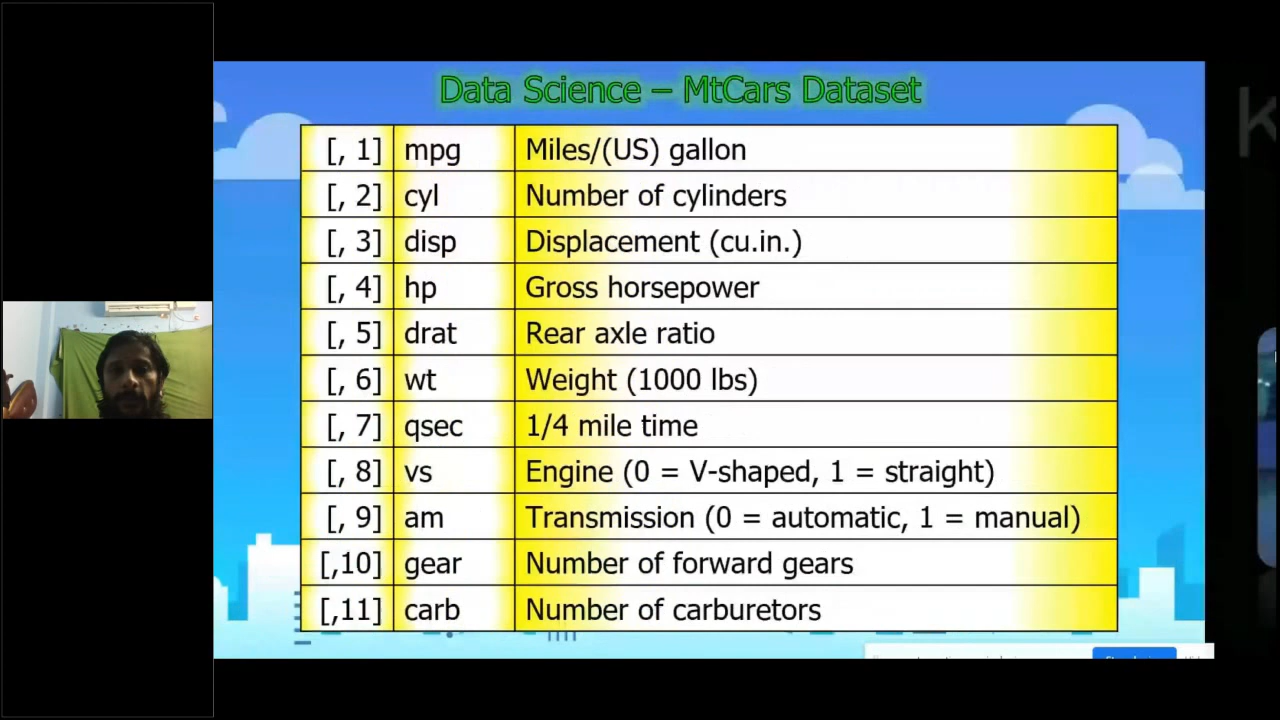 Data Science – MtCars Dataset
[, 1] mpg Miles/(US) gallon
[, 2] cyl Number of cylinders
[, 3] disp Displacement (cu.in.)
[, 4] hp Gross horsepower
[, 5] drat Rear axle ratio
[, 6] wt Weight (1000 lbs)
[, 7] qsec 1/4 mile time
[, 8] vs Engine (0 = V-shaped, 1 = straight)
[, 9] am Transmission (0 = automatic, 1 = manual)
[,10] gear Number of forward gears
[,11] carb Number of carburetors